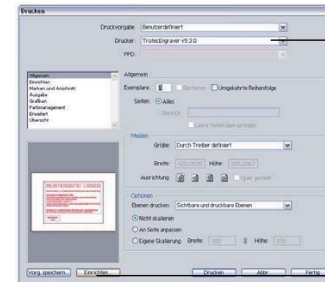 Drucken
Druckvorgabe: Benutzerdefiniert
Drucker: TrotecEngraver v9.3.0
PPD:
Allgemein
Einrichten
Marken und Anschnitt
Ausgabe
Grafiken
Farbmanagement
Erweitert
Übersicht
Allgemein
Exemplare: 1 Sortieren Umgekehrte Reihenfolge
Seiten: Alles
Bereich:
Leere Seiten überspringen
Medien
Größe: Durch Treiber definiert
Breite: Höhe:
Ausrichtung: Quer gestellt
Optionen
Ebenen drucken: Sichtbare und druckbare Ebenen
Nicht skalieren
An Seite anpassen
Eigene Skalierung Breite: 100 Höhe: 100
Vorg. speichern... Einrichten... Drucken Abbr. Fertig